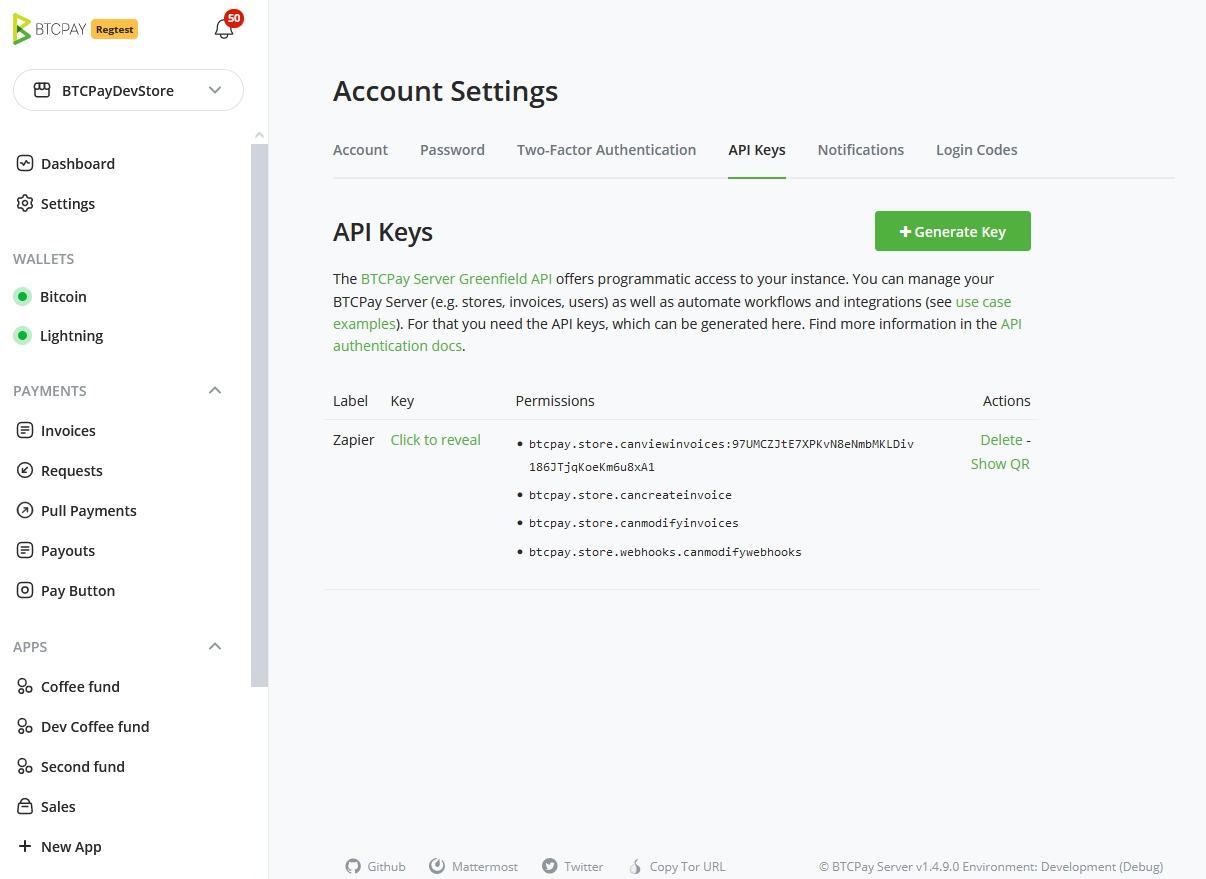 BTCPAY Regtest
50
BTCPayDevStore
Dashboard
Settings
WALLETS
Bitcoin
Lightning
PAYMENTS
Invoices
Requests
Pull Payments
Payouts
Pay Button
APPS
Coffee fund
Dev Coffee fund
Second fund
Sales
New App
Account Settings
Account Password Two-Factor Authentication API Keys Notifications Login Codes
API Keys
Generate Key
The BTCPay Server Greenfield API offers programmatic access to your instance. You can manage your
BTCPay Server (e.g. stores, invoices, users) as well as automate workflows and integrations (see use case
examples). For that you need the API keys, which can be generated here. Find more information in the API
authentication docs.
Label Key Permissions Actions
Zapier Click to reveal
• btcpay.store.canviewinvoices:97UMCZJtE7XPKvN8eNmbMKLDiv
186JTjqKoeKm6u8xA1
• btcpay.store.cancreateinvoice
• btcpay.store.canmodifyinvoices
• btcpay.store.webhooks.canmodifywebhooks
Delete -
Show QR
Github Mattermost Twitter Copy Tor URL © BTCPay Server v1.4.9.0 Environment: Development (Debug)